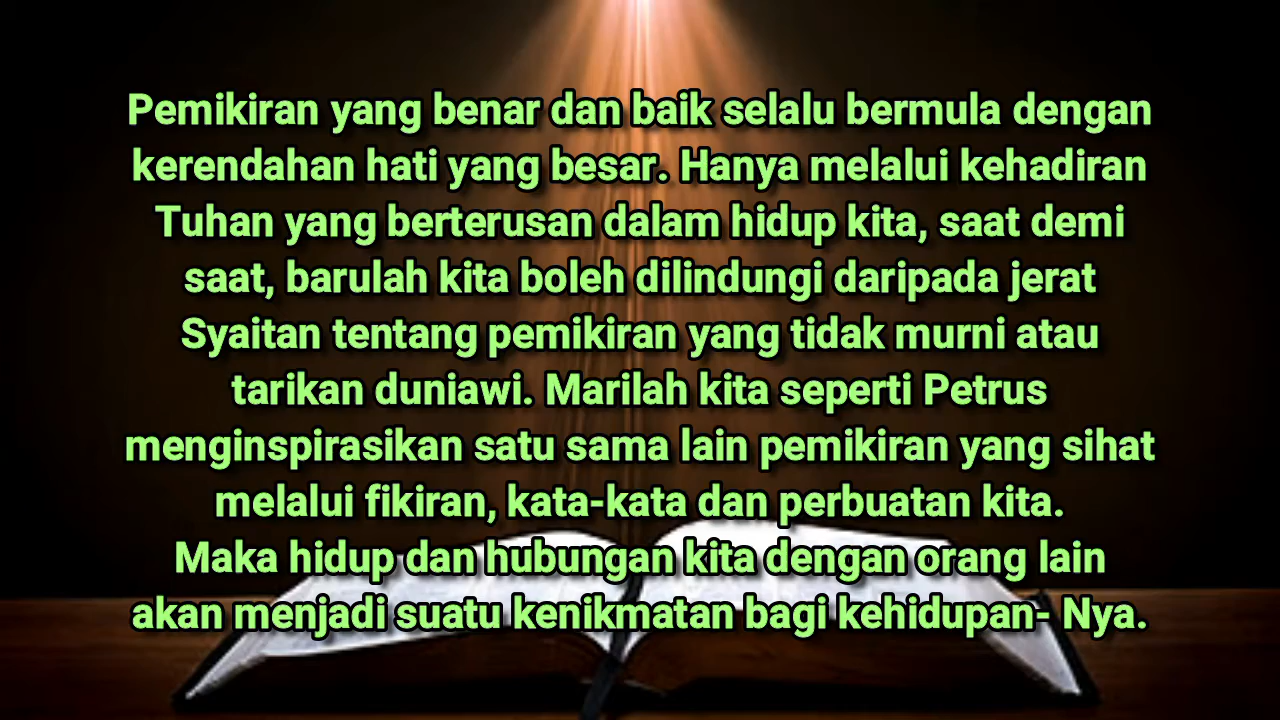 Pemikiran yang benar dan baik selalu bermula dengan
kerendahan hati yang besar. Hanya melalui kehadiran
Tuhan yang berterusan dalam hidup kita, saat demi
saat, barulah kita boleh dilindungi daripada jerat
Syaitan tentang pemikiran yang tidak murni atau
tarikan duniawi. Marilah kita seperti Petrus
menginspirasikan satu sama lain pemikiran yang sihat
melalui fikiran, kata-kata dan perbuatan kita.
Maka hidup dan hubungan kita dengan orang lain
akan menjadi suatu kenikmatan bagi kehidupan- Nya.